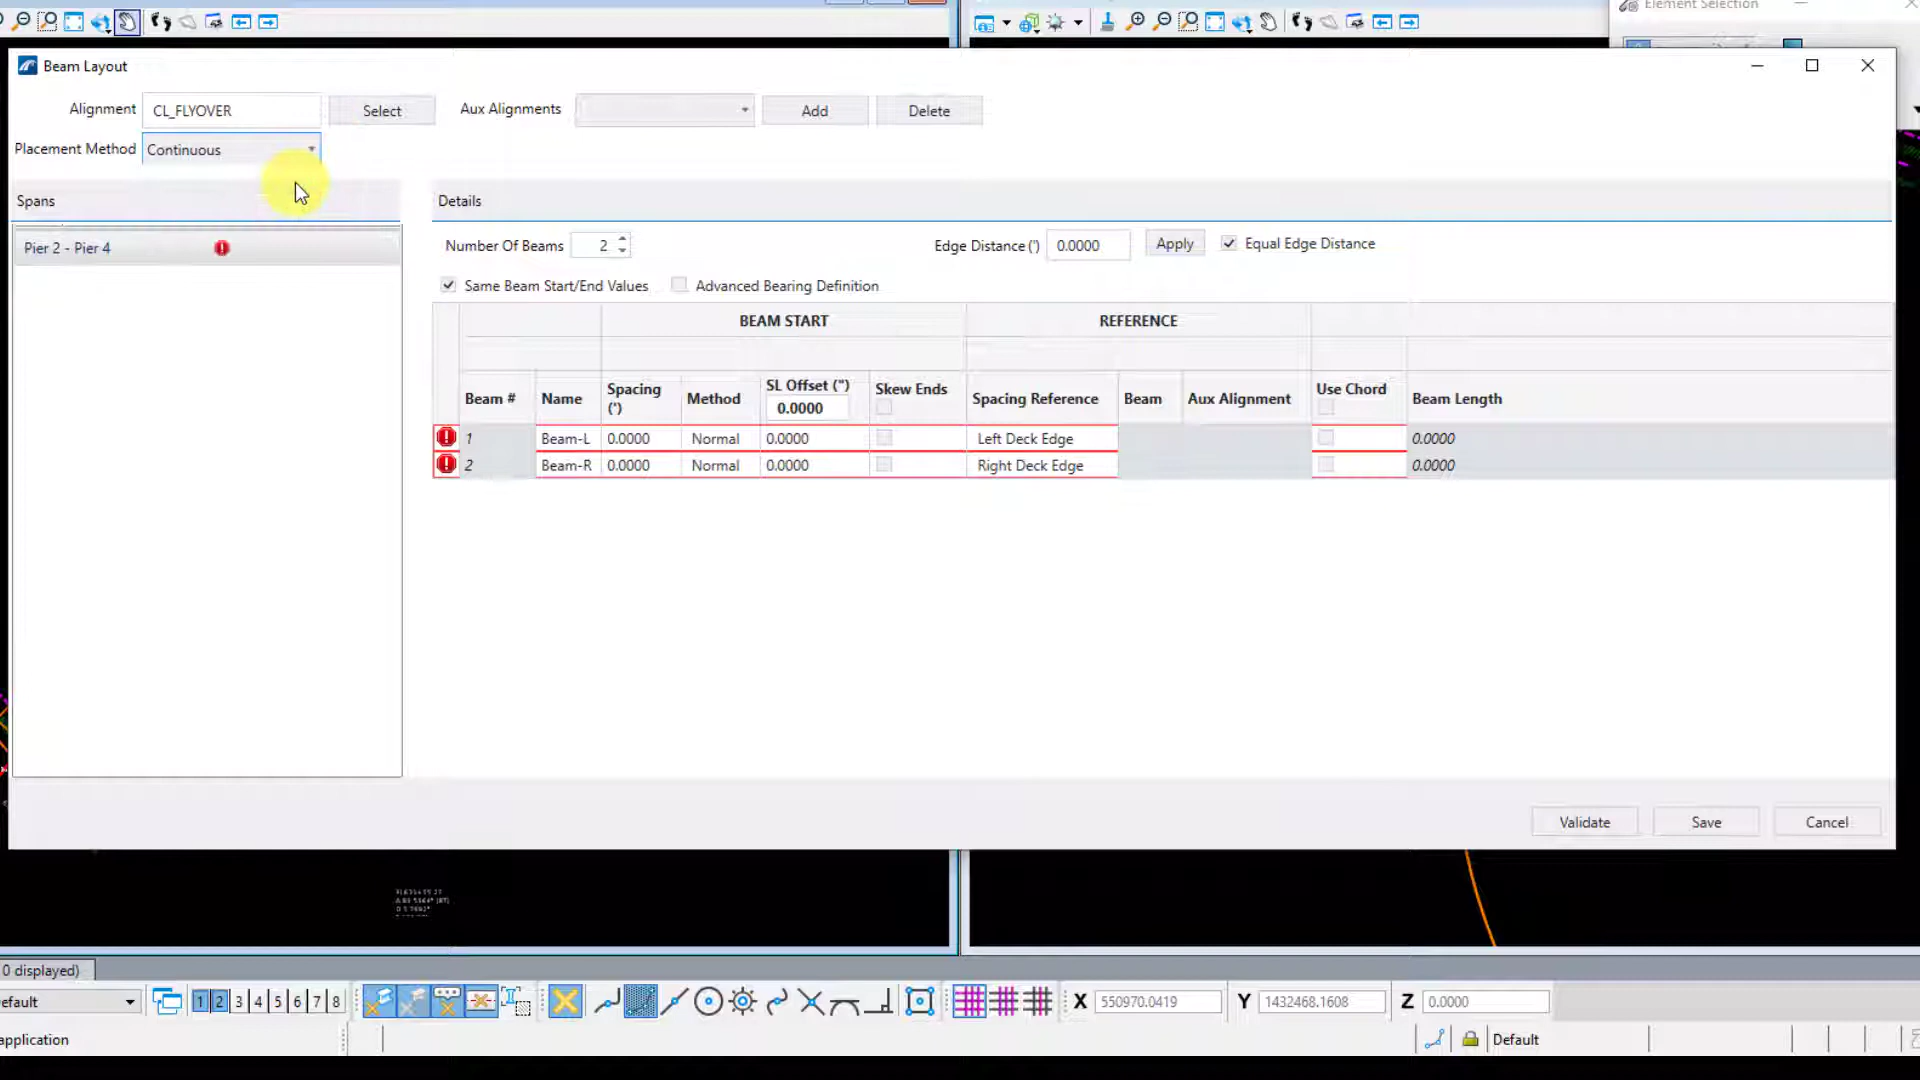 Element Selection
Beam Layout
Alignment CL_FLYOVER Select Aux Alignments Add Delete
Placement Method Continuous
Spans
Details
Pier 2 - Pier 4
Number Of Beams 2 Edge Distance (') 0.0000 Apply Equal Edge Distance
Same Beam Start/End Values Advanced Bearing Definition
BEAM START REFERENCE
Beam # Name Spacing (') Method SL Offset (") 0.0000 Skew Ends Spacing Reference Beam Aux Alignment Use Chord Beam Length
1 Beam-L 0.0000 Normal 0.0000 Left Deck Edge 0.0000
2 Beam-R 0.0000 Normal 0.0000 Right Deck Edge 0.0000
Validate Save Cancel
0 displayed)
efault 1 2 3 4 5 6 7 8 X 550970.0419 Y 1432468.1608 Z 0.0000
application Default